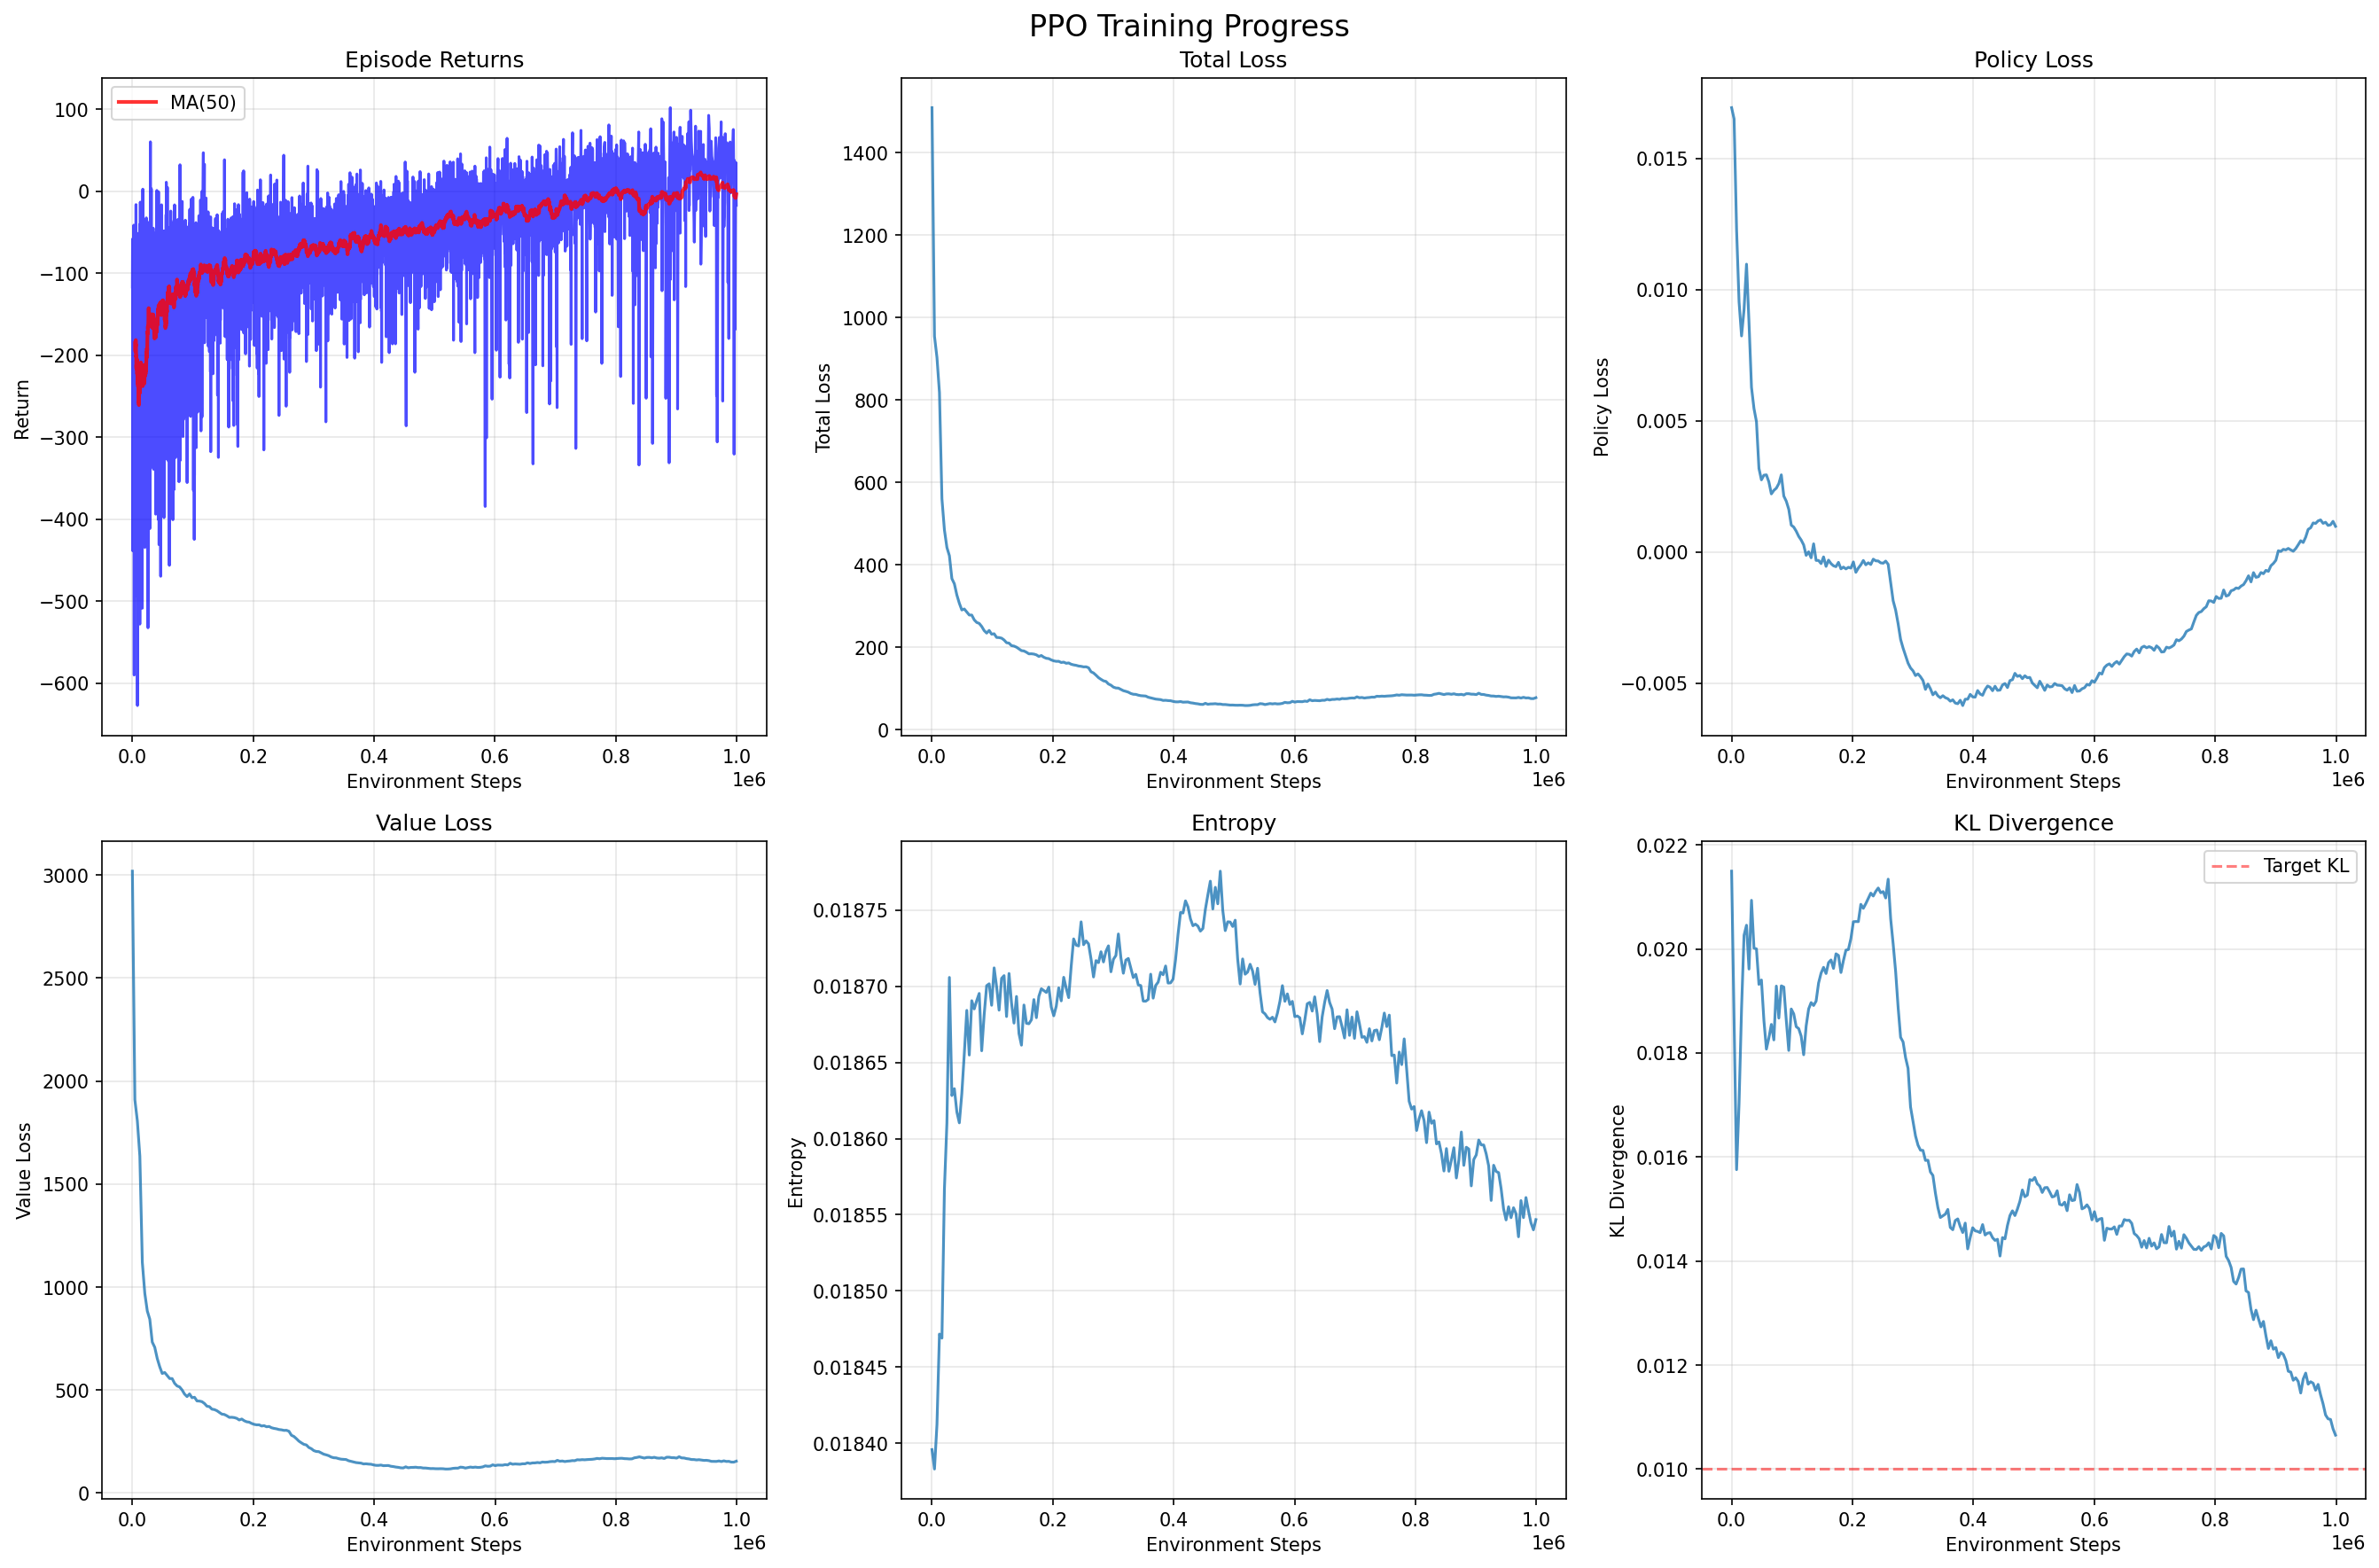 PPO Training Progress
Episode Returns
MA(50)
Return
100
0
−100
−200
−300
−400
−500
−600
0.0 0.2 0.4 0.6 0.8 1.0
1e6
Environment Steps
Total Loss
Total Loss
1400
1200
1000
800
600
400
200
0
0.0 0.2 0.4 0.6 0.8 1.0
1e6
Environment Steps
Policy Loss
Policy Loss
0.015
0.010
0.005
0.000
−0.005
0.0 0.2 0.4 0.6 0.8 1.0
1e6
Environment Steps
Value Loss
Value Loss
3000
2500
2000
1500
1000
500
0
0.0 0.2 0.4 0.6 0.8 1.0
1e6
Environment Steps
Entropy
Entropy
0.01875
0.01870
0.01865
0.01860
0.01855
0.01850
0.01845
0.01840
0.0 0.2 0.4 0.6 0.8 1.0
1e6
Environment Steps
KL Divergence
Target KL
KL Divergence
0.022
0.020
0.018
0.016
0.014
0.012
0.010
0.0 0.2 0.4 0.6 0.8 1.0
1e6
Environment Steps